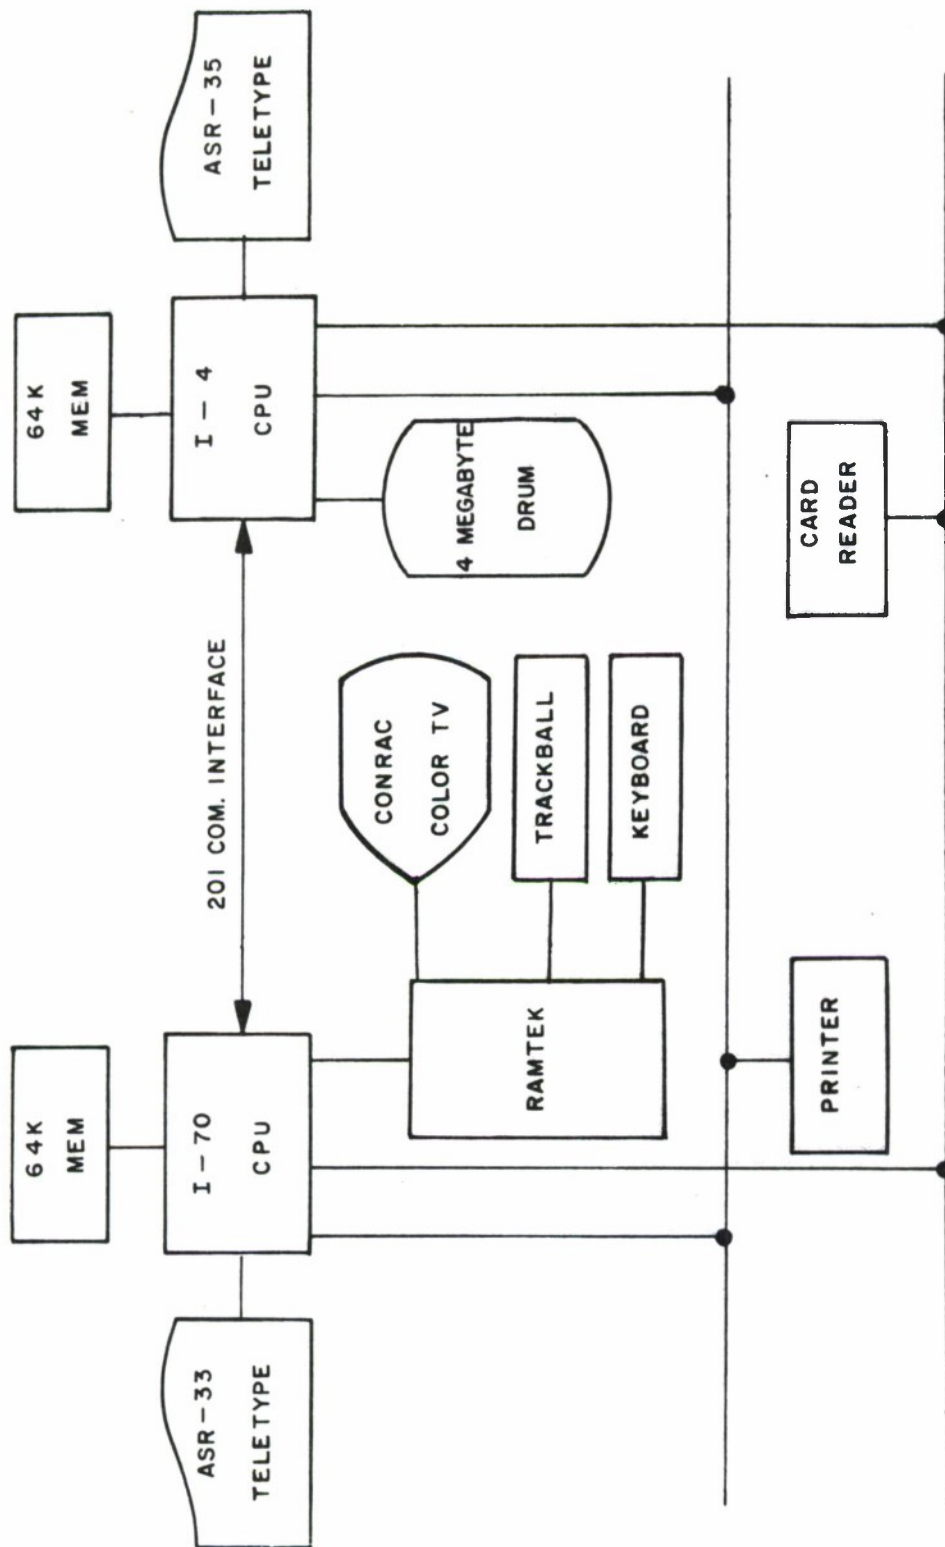 64K
MEM
64K
MEM
ASR-33
TELETYPE
I-70
CPU
201 COM. INTERFACE
I-4
CPU
ASR-35
TELETYPE
RAMTEK
CONRAC
COLOR TV
TRACKBALL
KEYBOARD
4 MEGABYTE
DRUM
PRINTER
CARD
READER